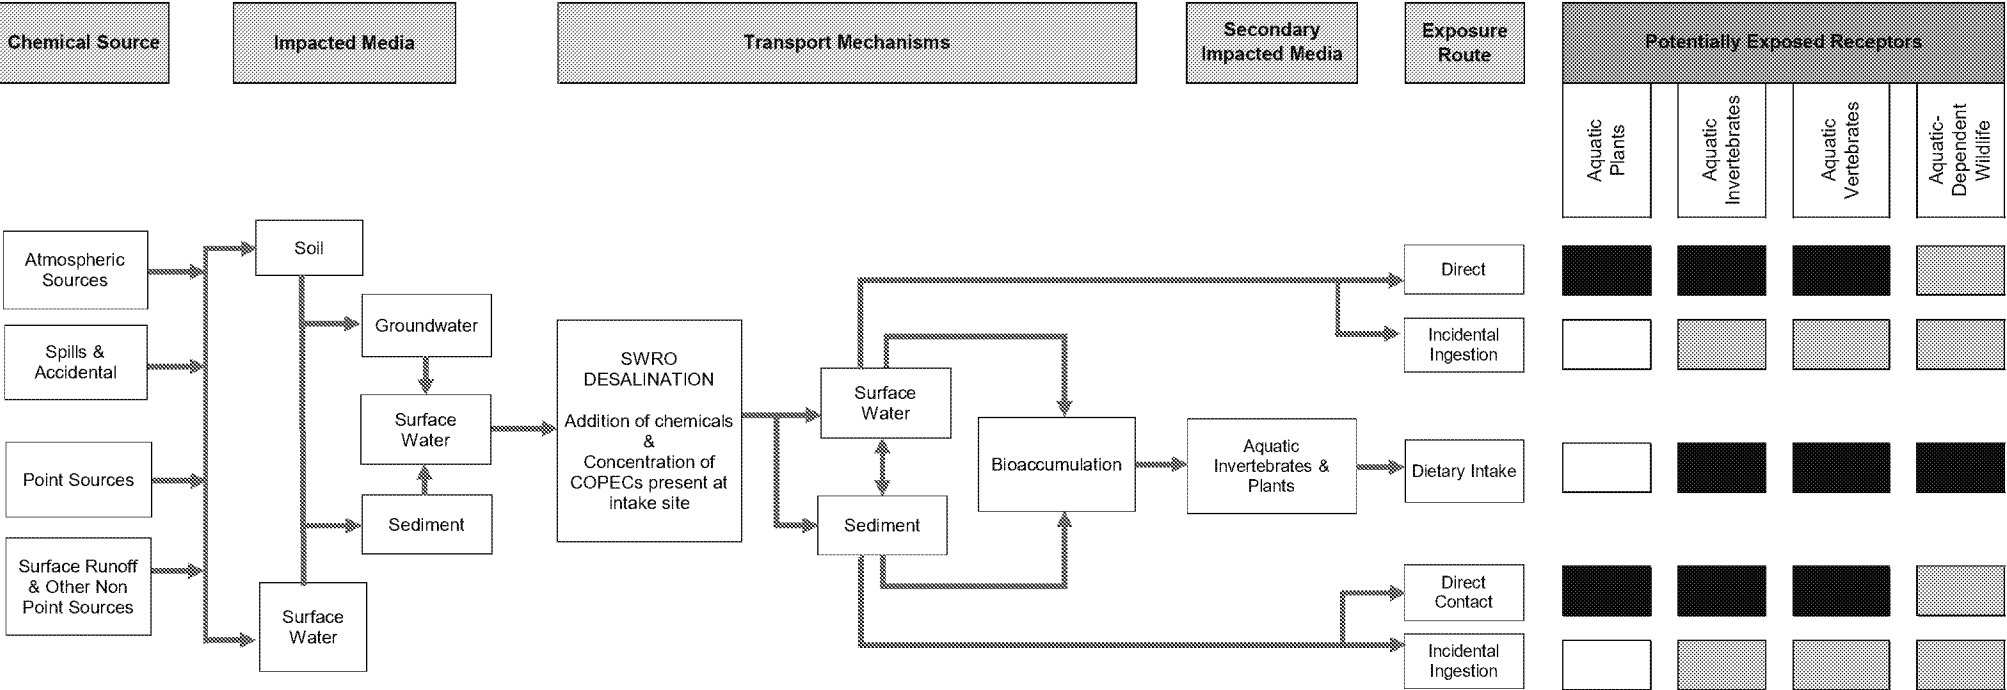 Chemical Source
Impacted Media
Transport Mechanisms
Secondary
Impacted Media
Exposure
Route
Potentially Exposed Receptors
Aquatic
Plants
Aquatic
Invertebrates
Aquatic
Vertebrates
Aquatic-
Dependent
Wildlife
Atmospheric
Sources
Spills &
Accidental
Point Sources
Surface Runoff
& Other Non
Point Sources
Soil
Groundwater
Surface
Water
Sediment
Surface
Water
SWRO
DESALINATION
Addition of chemicals
&
Concentration of
COPECs present at
intake site
Surface
Water
Sediment
Bioaccumulation
Aquatic
Invertebrates &
Plants
Direct
Incidental
Ingestion
Dietary Intake
Direct
Contact
Incidental
Ingestion